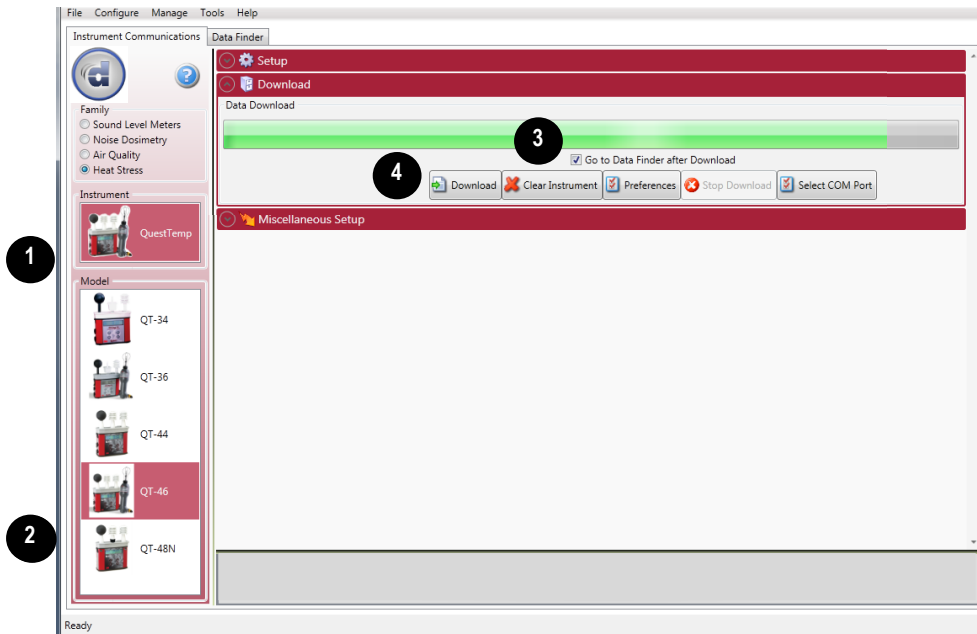 File Configure Manage Tools Help
Instrument Communications Data Finder
d
?
Family
Sound Level Meters
Noise Dosimetry
Air Quality
Heat Stress
Instrument
QuestTemp
Model
QT-34
QT-36
QT-44
QT-46
QT-48N
Setup
Download
Data Download
Go to Data Finder after Download
Download Clear Instrument Preferences Stop Download Select COM Port
Miscellaneous Setup
1
2
3
4
Ready